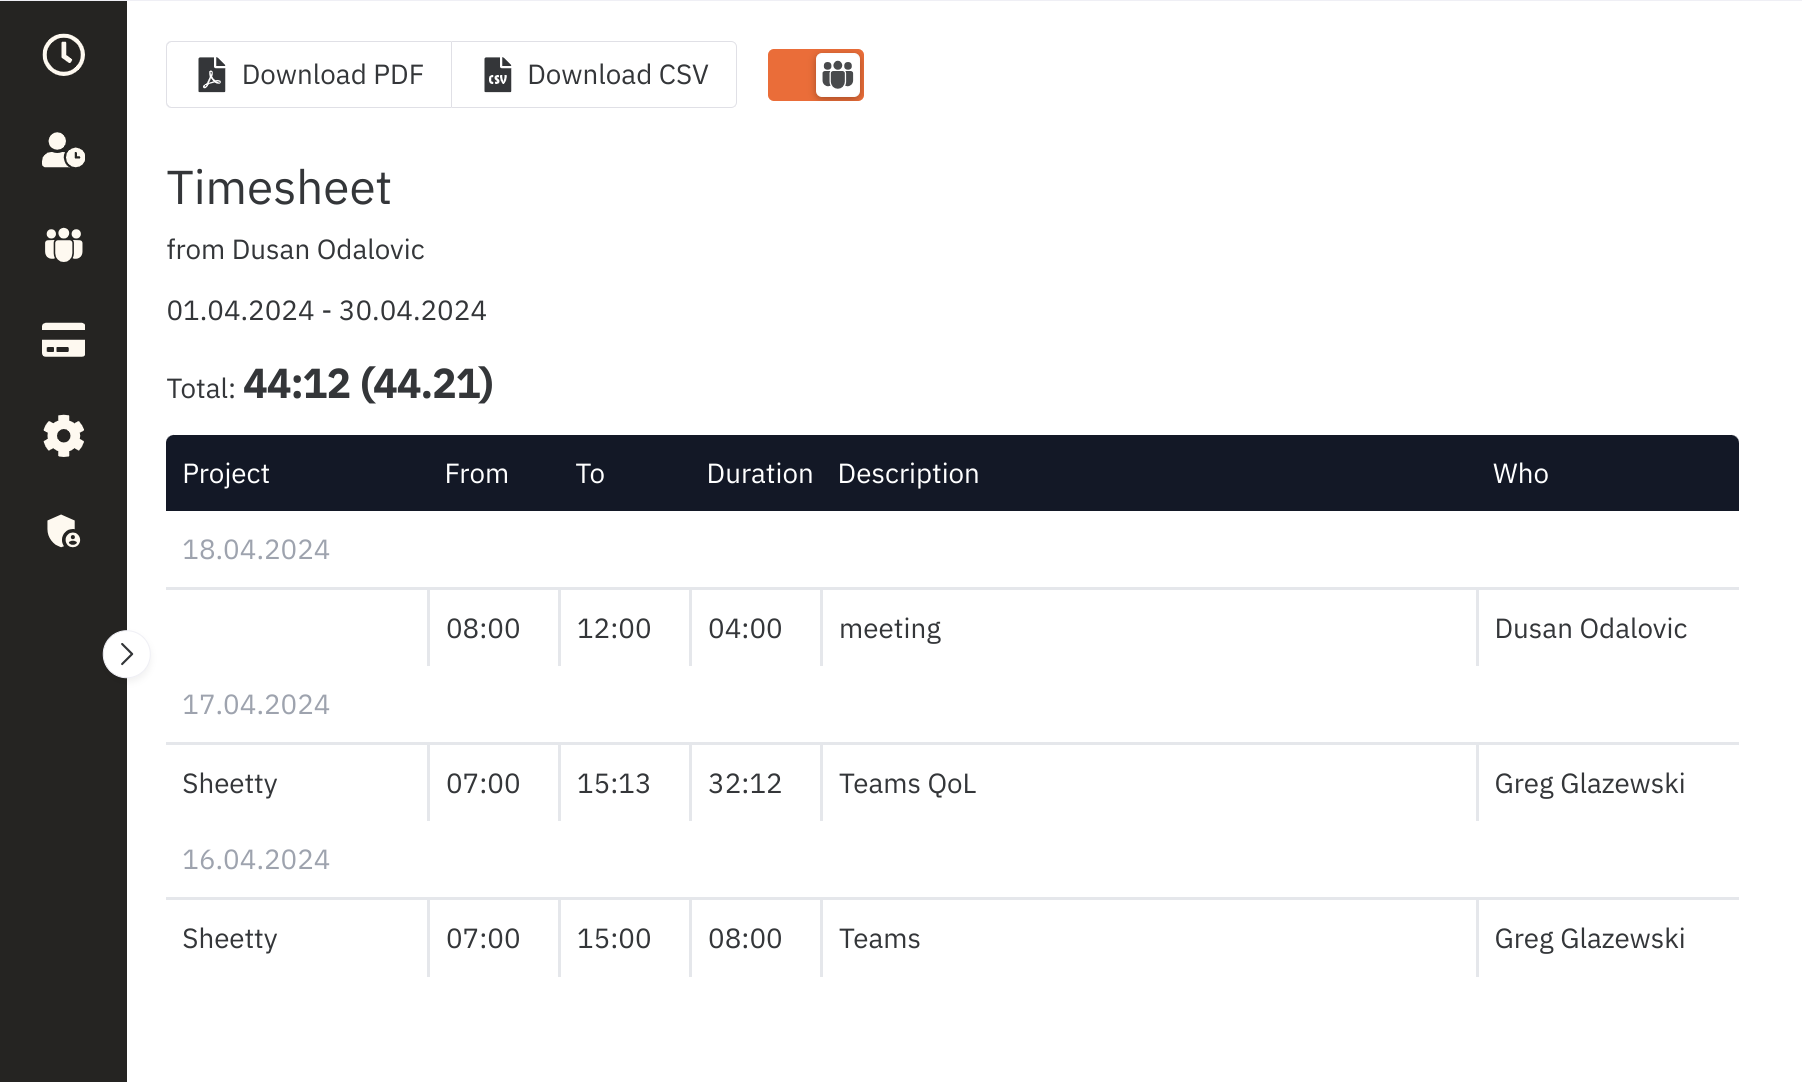 Download PDF Download CSV
Timesheet
from Dusan Odalovic
01.04.2024 - 30.04.2024
Total: 44:12 (44.21)
Project From To Duration Description Who
18.04.2024
08:00 12:00 04:00 meeting Dusan Odalovic
17.04.2024
Sheetty 07:00 15:13 32:12 Teams QoL Greg Glazewski
16.04.2024
Sheetty 07:00 15:00 08:00 Teams Greg Glazewski